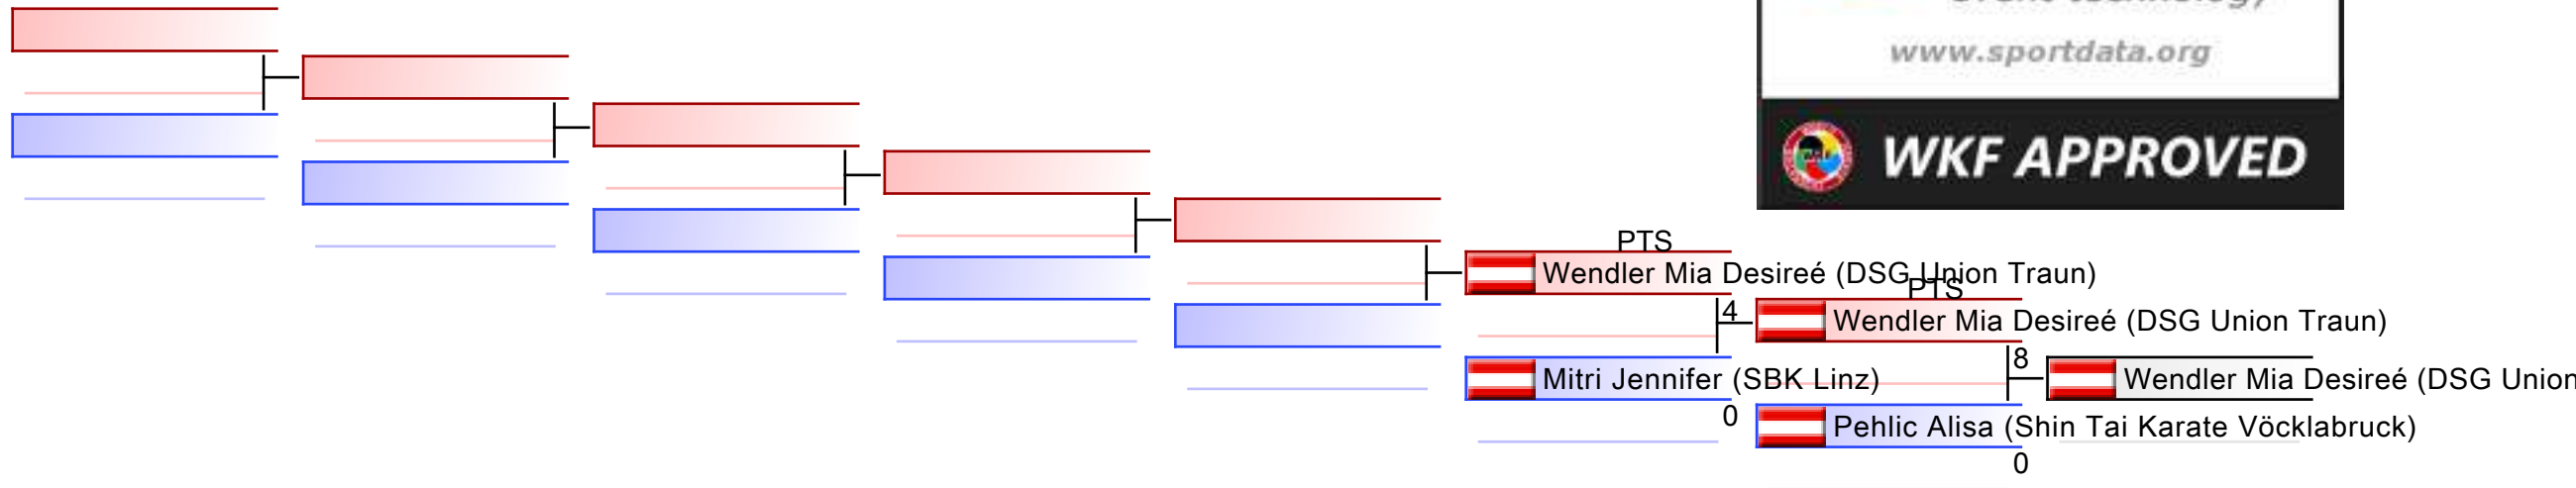 www.sportdata.org
WKF APPROVED
PTS
Wendler Mia Desireé (DSG Union Traun)
PTS
4
Wendler Mia Desireé (DSG Union Traun)
8
Mitri Jennifer (SBK Linz)
Wendler Mia Desireé (DSG Union
0
Pehlic Alisa (Shin Tai Karate Vöcklabruck)
0